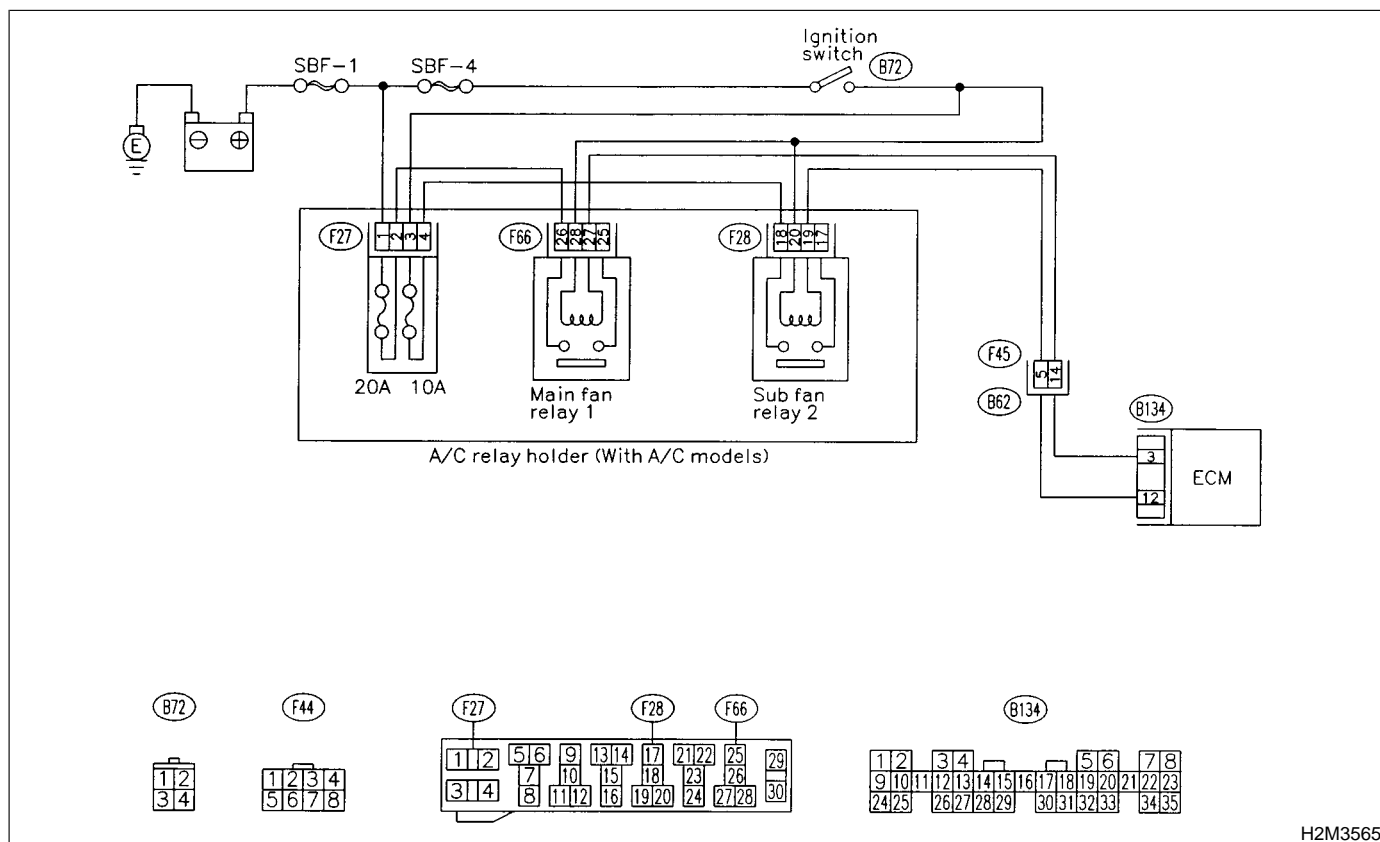 Ignition
switch
SBF-1
SBF-4
B72
E
⊖ ⊕
F27
1 2 3 4
F66
26 28 27 25
F28
18 20 19 17
20A 10A
Main fan
relay 1
Sub fan
relay 2
A/C relay holder (With A/C models)
F45
5 14
B62
B134
3
12
ECM
B72
1 2
3 4
F44
1 2 3 4
5 6 7 8
F27
F28
F66
1 2 5 6 9 13 14 17 21 22 25 29
7 10 15 18 23 26
3 4 8 11 12 16 19 20 24 27 28 30
B134
1 2 3 4 5 6 7 8
9 10 11 12 13 14 15 16 17 18 19 20 21 22 23
24 25 26 27 28 29 30 31 32 33 34 35
H2M3565